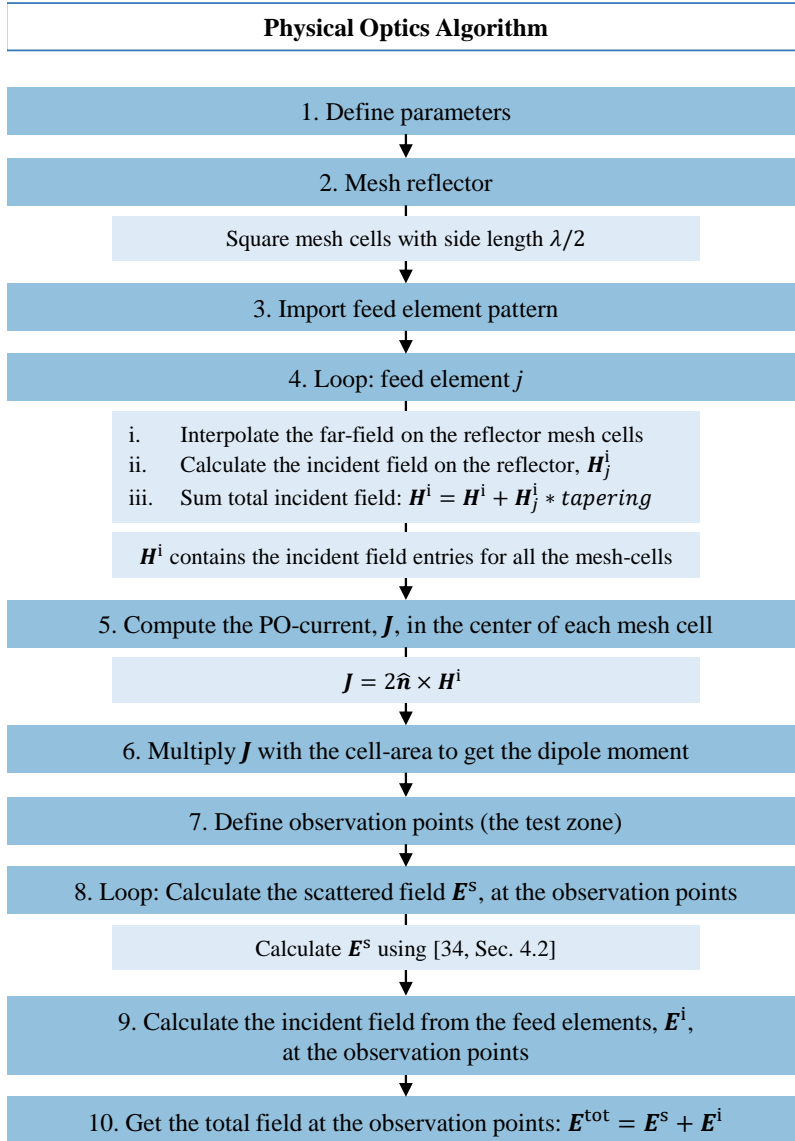 Physical Optics Algorithm
1. Define parameters
2. Mesh reflector
Square mesh cells with side length λ/2
3. Import feed element pattern
4. Loop: feed element j
i. Interpolate the far-field on the reflector mesh cells
ii. Calculate the incident field on the reflector, H_j^i
iii. Sum total incident field: H^i = H^i + H_j^i * tapering
H^i contains the incident field entries for all the mesh-cells
5. Compute the PO-current, J, in the center of each mesh cell
J = 2n̂ × H^i
6. Multiply J with the cell-area to get the dipole moment
7. Define observation points (the test zone)
8. Loop: Calculate the scattered field E^s, at the observation points
Calculate E^s using [34, Sec. 4.2]
9. Calculate the incident field from the feed elements, E^i,
at the observation points
10. Get the total field at the observation points: E^tot = E^s + E^i